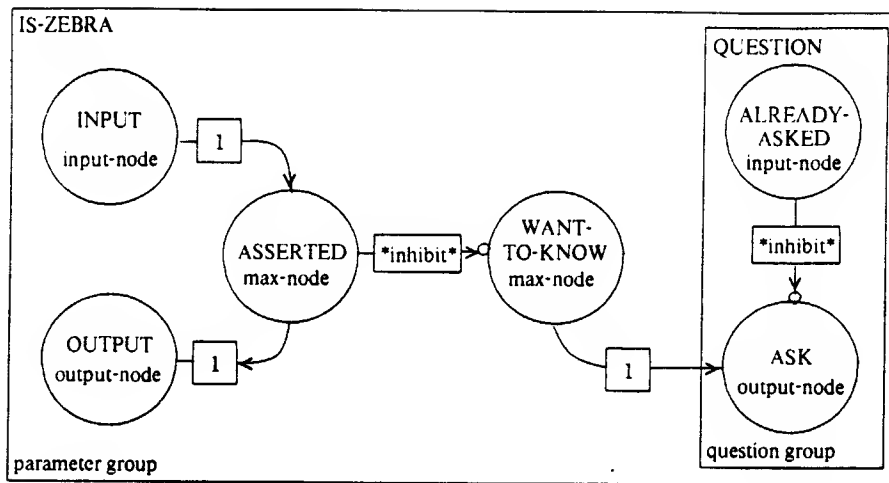 IS-ZEBRA
QUESTION
INPUT
input-node
1
ALREADY-
ASKED
input-node
ASSERTED
max-node
*inhibit*
WANT-
TO-KNOW
max-node
*inhibit*
OUTPUT
output-node
1
1
ASK
output-node
parameter group
question group